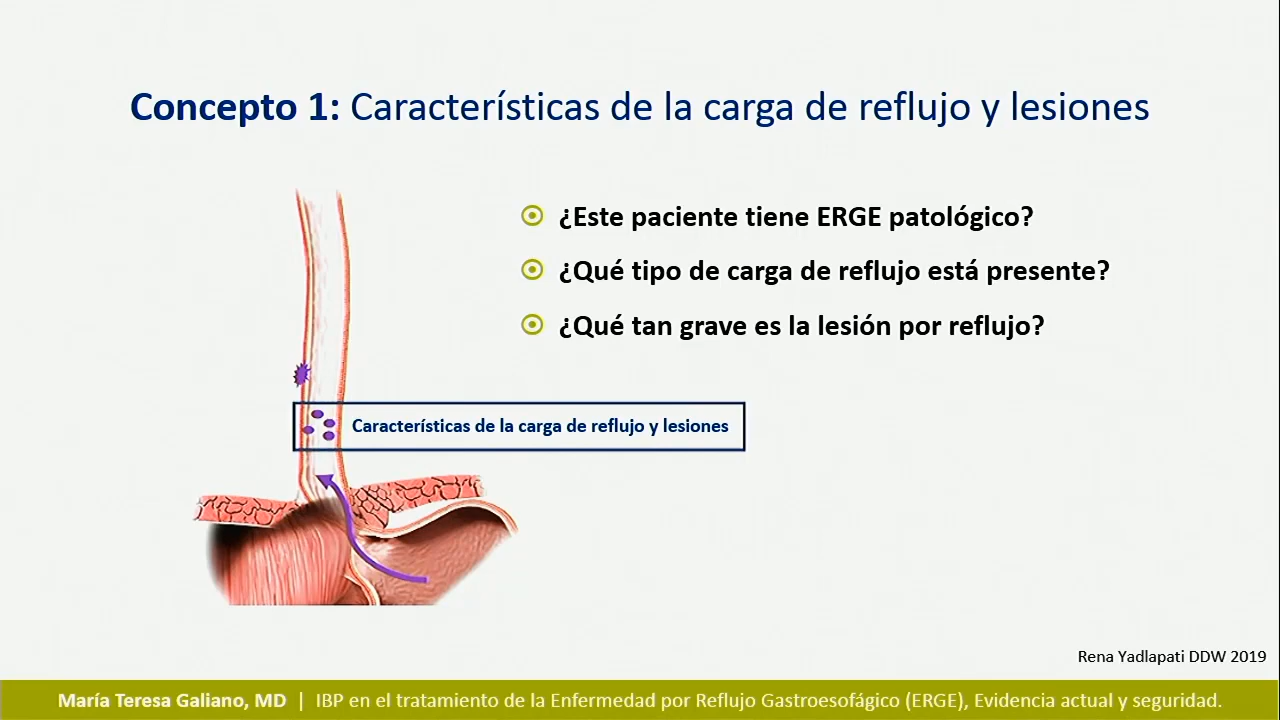 Concepto 1: Características de la carga de reflujo y lesiones
¿Este paciente tiene ERGE patológico?
¿Qué tipo de carga de reflujo está presente?
¿Qué tan grave es la lesión por reflujo?
Características de la carga de reflujo y lesiones
Rena Yadlapati DDW 2019
María Teresa Galiano, MD | IBP en el tratamiento de la Enfermedad por Reflujo Gastroesofágico (ERGE), Evidencia actual y seguridad.